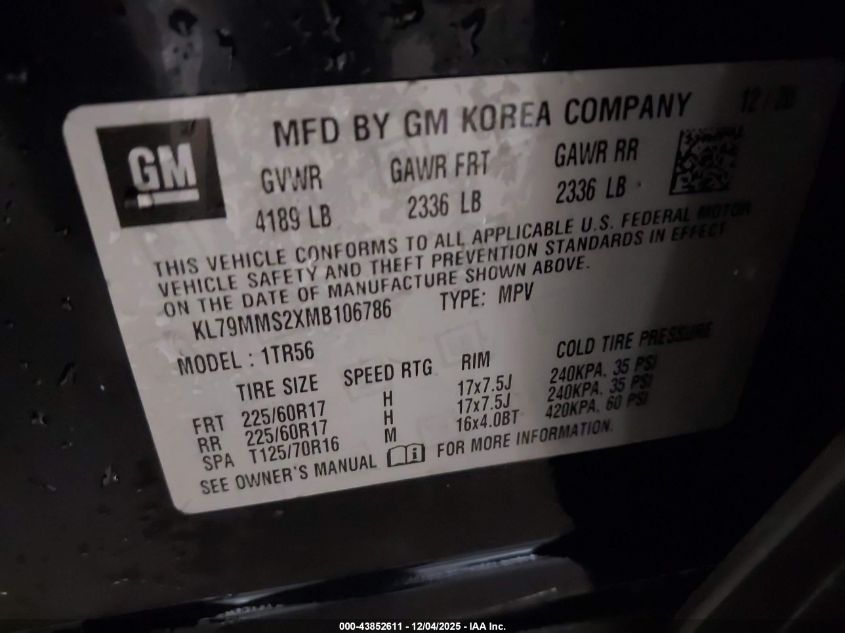 MFD BY GM KOREA COMPANY 12 / 20
GM
GVWR GAWR FRT GAWR RR
4189 LB 2336 LB 2336 LB
THIS VEHICLE CONFORMS TO ALL APPLICABLE U.S. FEDERAL MOTOR
VEHICLE SAFETY AND THEFT PREVENTION STANDARDS IN EFFECT
ON THE DATE OF MANUFACTURE SHOWN ABOVE.
KL79MMS2XMB106786 TYPE: MPV
MODEL : 1TR56
TIRE SIZE SPEED RTG RIM COLD TIRE PRESSURE
FRT 225/60R17 H 17x7.5J 240KPA, 35 PSI
RR 225/60R17 H 17x7.5J 240KPA, 35 PSI
SPA T125/70R16 M 16x4.0BT 420KPA, 60 PSI
SEE OWNER'S MANUAL FOR MORE INFORMATION.
000-43852611 - 12/04/2025 - IAA Inc.